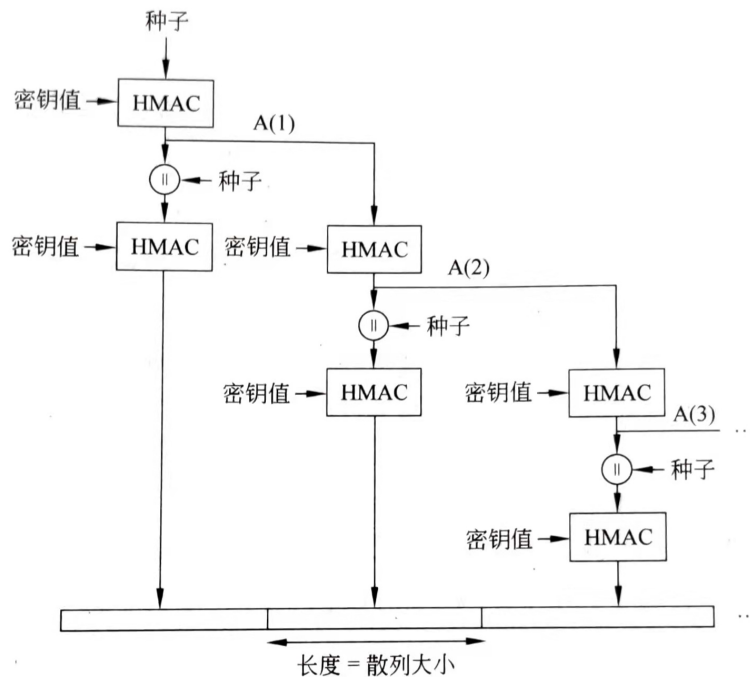 种子
密钥值 HMAC
A(1)
|| 种子
密钥值 HMAC 密钥值 HMAC
A(2)
|| 种子
密钥值 HMAC 密钥值 HMAC
A(3) ..
|| 种子
密钥值 HMAC
..
长度 = 散列大小